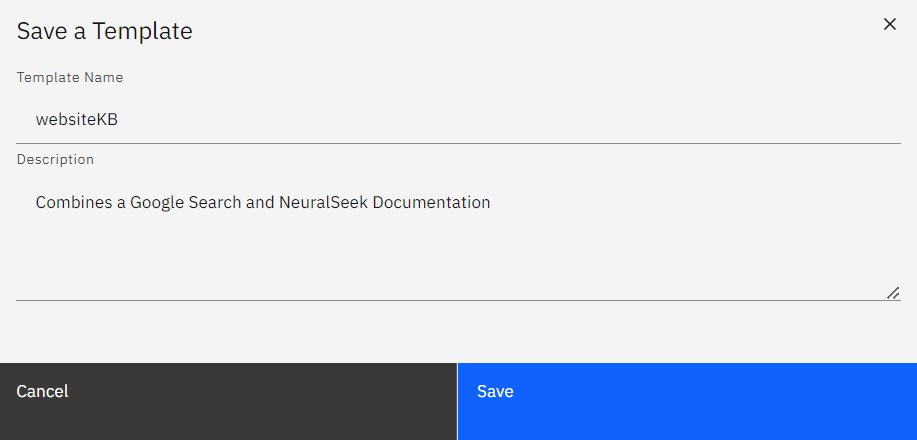 Save a Template
Template Name
websiteKB
Description
Combines a Google Search and NeuralSeek Documentation
Cancel
Save